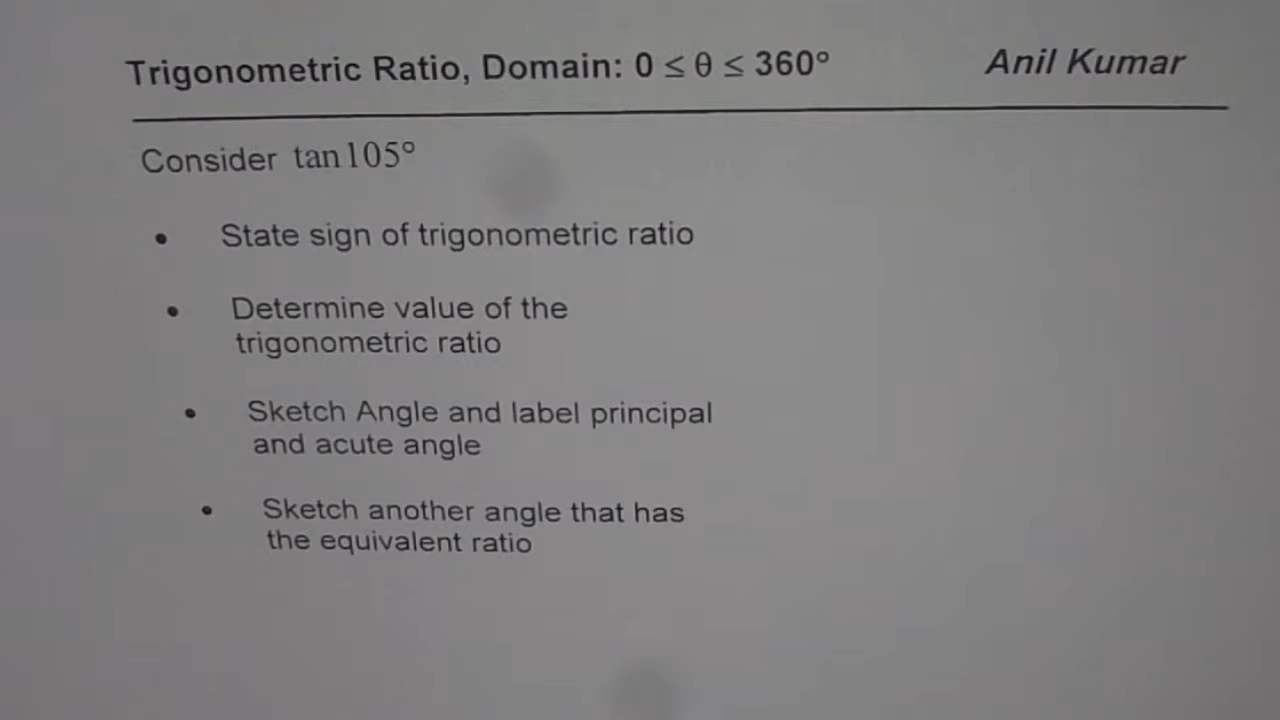 Trigonometric Ratio, Domain: 0 ≤ θ ≤ 360° Anil Kumar
Consider tan105°
• State sign of trigonometric ratio
• Determine value of the
trigonometric ratio
• Sketch Angle and label principal
and acute angle
• Sketch another angle that has
the equivalent ratio